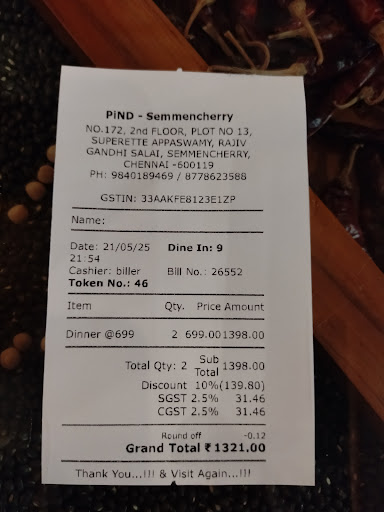 PiND - Semmencherry
NO.172, 2nd FLOOR, PLOT NO 13,
SUPERETTE APPASWAMY, RAJIV
GANDHI SALAI, SEMMENCHERRY,
CHENNAI -600119
PH: 9840189469 / 8778623588
GSTIN: 33AAKFE8123E1ZP
Name:
Date: 21/05/25 Dine In: 9
21:54
Cashier: biller Bill No.: 26552
Token No.: 46
Item Qty. Price Amount
Dinner @699 2 699.00 1398.00
Total Qty: 2 Sub Total 1398.00
Discount 10% (139.80)
SGST 2.5% 31.46
CGST 2.5% 31.46
Round off -0.12
Grand Total ₹ 1321.00
Thank You...!!! & Visit Again...!!!